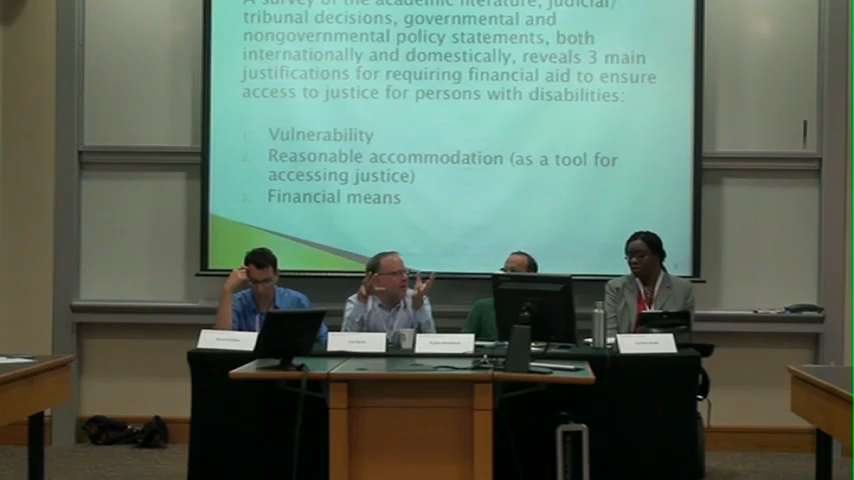 A survey of the academic literature, judicial/
tribunal decisions, governmental and
nongovernmental policy statements, both
internationally and domestically, reveals 3 main
justifications for requiring financial aid to ensure
access to justice for persons with disabilities:
1. Vulnerability
2. Reasonable accommodation (as a tool for
accessing justice)
3. Financial means